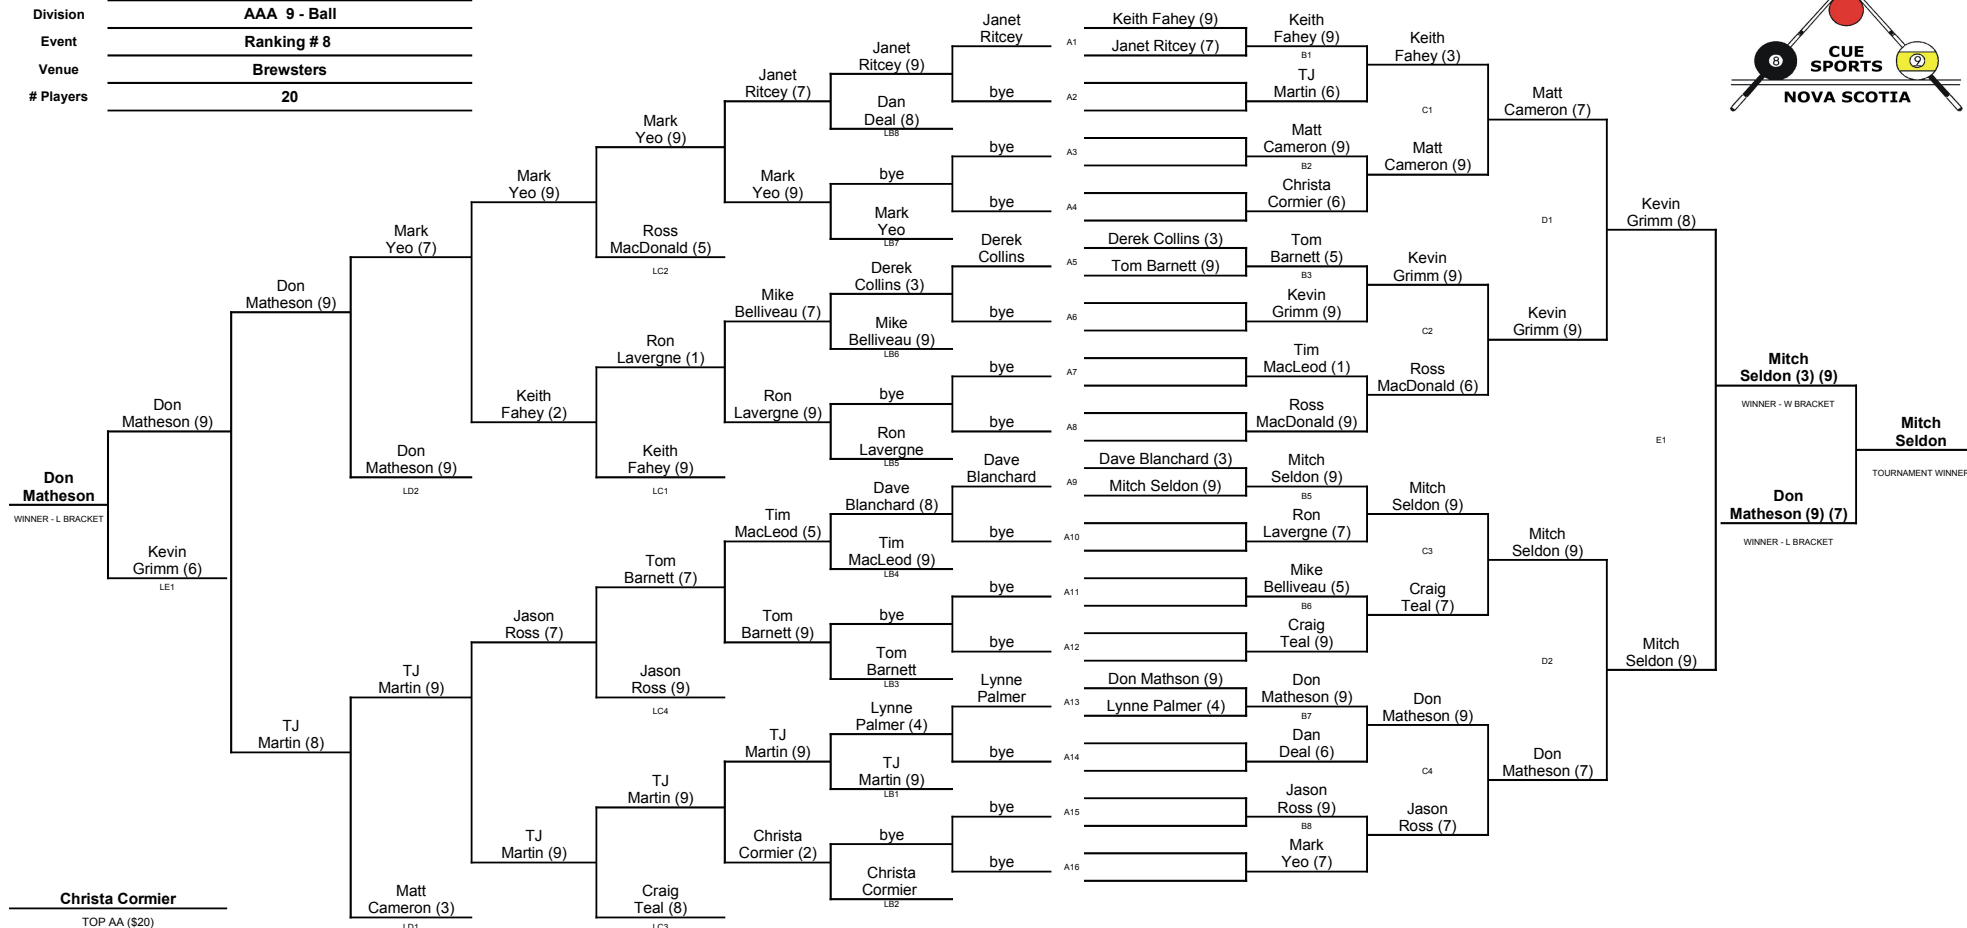 Division AAA 9 - Ball
Event Ranking # 8
Venue Brewsters
# Players 20
8
9
CUE
SPORTS
NOVA SCOTIA
Don
Matheson
WINNER - L BRACKET
Don
Matheson (9)
Kevin
Grimm (6)
LE1
Christa Cormier
TOP AA ($20)
Don
Matheson (9)
TJ
Martin (8)
Mark
Yeo (7)
Don
Matheson (9)
LD2
TJ
Martin (9)
Matt
Cameron (3)
LD1
Mark
Yeo (9)
Keith
Fahey (2)
Jason
Ross (7)
TJ
Martin (9)
Mark
Yeo (9)
Ross
MacDonald (5)
LC2
Ron
Lavergne (1)
Keith
Fahey (9)
LC1
Tom
Barnett (7)
Jason
Ross (9)
LC4
TJ
Martin (9)
Craig
Teal (8)
LC3
Janet
Ritcey (7)
Mark
Yeo (9)
Mike
Belliveau (7)
Ron
Lavergne (9)
Tim
MacLeod (5)
Tom
Barnett (9)
TJ
Martin (9)
Christa
Cormier (2)
Janet
Ritcey (9)
Dan
Deal (8)
LB8
bye
Mark
Yeo
LB7
Derek
Collins (3)
Mike
Belliveau (9)
LB6
bye
Ron
Lavergne
LB5
Dave
Blanchard (8)
Tim
MacLeod (9)
LB4
bye
Tom
Barnett
LB3
Lynne
Palmer (4)
TJ
Martin (9)
LB1
bye
Christa
Cormier
LB2
Janet
Ritcey
bye
bye
bye
Derek
Collins
bye
bye
bye
Dave
Blanchard
bye
bye
bye
Lynne
Palmer
bye
bye
bye
A1
A2
A3
A4
A5
A6
A7
A8
A9
A10
A11
A12
A13
A14
A15
A16
Keith Fahey (9)
Janet Ritcey (7)
Derek Collins (3)
Tom Barnett (9)
Dave Blanchard (3)
Mitch Seldon (9)
Don Mathson (9)
Lynne Palmer (4)
Keith
Fahey (9)
B1
TJ
Martin (6)
Matt
Cameron (9)
B2
Christa
Cormier (6)
Tom
Barnett (5)
B3
Kevin
Grimm (9)
Tim
MacLeod (1)
Ross
MacDonald (9)
Mitch
Seldon (9)
B5
Ron
Lavergne (7)
Mike
Belliveau (5)
B6
Craig
Teal (9)
Don
Matheson (9)
B7
Dan
Deal (6)
Jason
Ross (9)
B8
Mark
Yeo (7)
Keith
Fahey (3)
C1
Matt
Cameron (9)
Kevin
Grimm (9)
C2
Ross
MacDonald (6)
Mitch
Seldon (9)
C3
Craig
Teal (7)
Don
Matheson (9)
C4
Jason
Ross (7)
Matt
Cameron (7)
D1
Kevin
Grimm (9)
Mitch
Seldon (9)
D2
Don
Matheson (7)
Kevin
Grimm (8)
E1
Mitch
Seldon (9)
Mitch
Seldon (3) (9)
WINNER - W BRACKET
Don
Matheson (9) (7)
WINNER - L BRACKET
Mitch
Seldon
TOURNAMENT WINNER